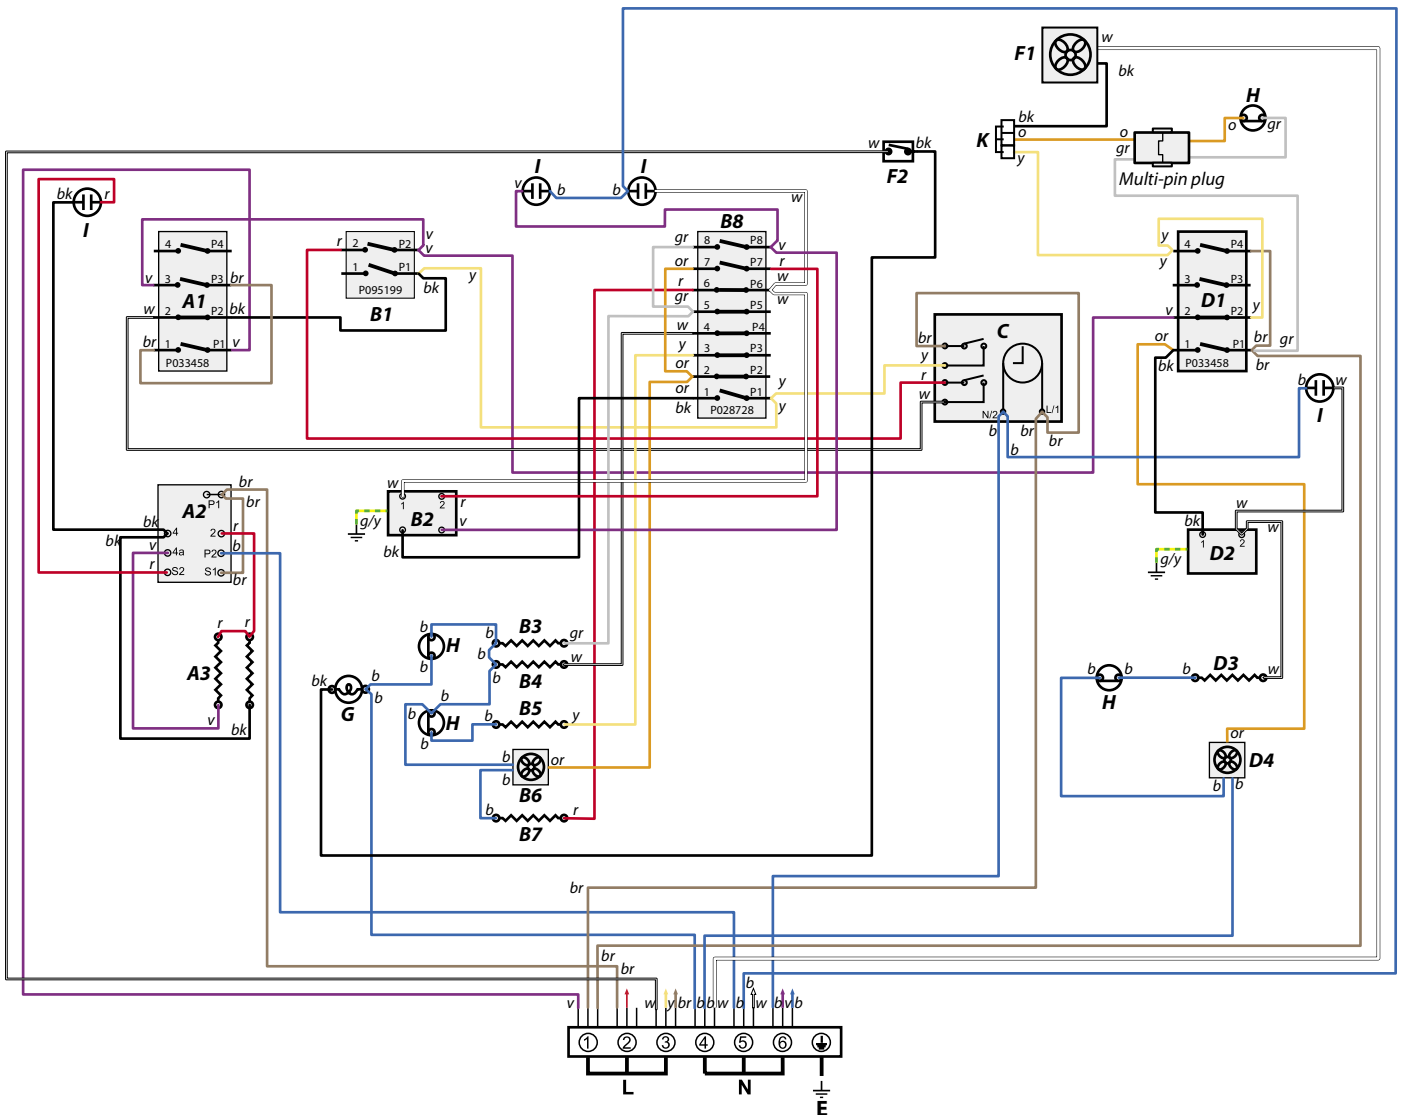 F1
w
bk
bk
K
o
y
o
gr
Multi-pin plug
o
H
gr
w
F2
bk
I
v
b
b
I
w
bk
r
I
4
P4
v
3
P3
br
A1
w
2
P2
bk
br
1
P1
v
P033458
r
2
P2
v
v
1
P1
y
bk
P095199
B1
B8
gr
8
P8
v
or
7
P7
r
r
6
P6
w
w
gr
5
P5
w
4
P4
y
3
P3
or
2
P2
y
or
bk
1
P1
y
P028728
C
br
y
r
w
N/2
L/1
b
br
br
b
y
y
4
P4
3
P3
D1
v
2
P2
y
or
1
P1
br
gr
bk
br
P033458
b
w
I
A2
P1
br
br
bk
4
2
r
bk
v
4a
P2
b
r
S2
S1
br
r
r
A3
v
bk
w
1
2
r
B2
g/y
v
bk
bk
1
2
w
w
D2
g/y
b
H
b
b
B3
gr
b
B4
w
b
bk
G
b
b
b
b
H
b
b
B5
y
b
or
b
B6
b
B7
r
b
H
b
b
D3
w
or
D4
b
b
br
br
br
v
w
y
br
b
b
w
b
b
w
b
v
b
1
2
3
4
5
6
L
N
E